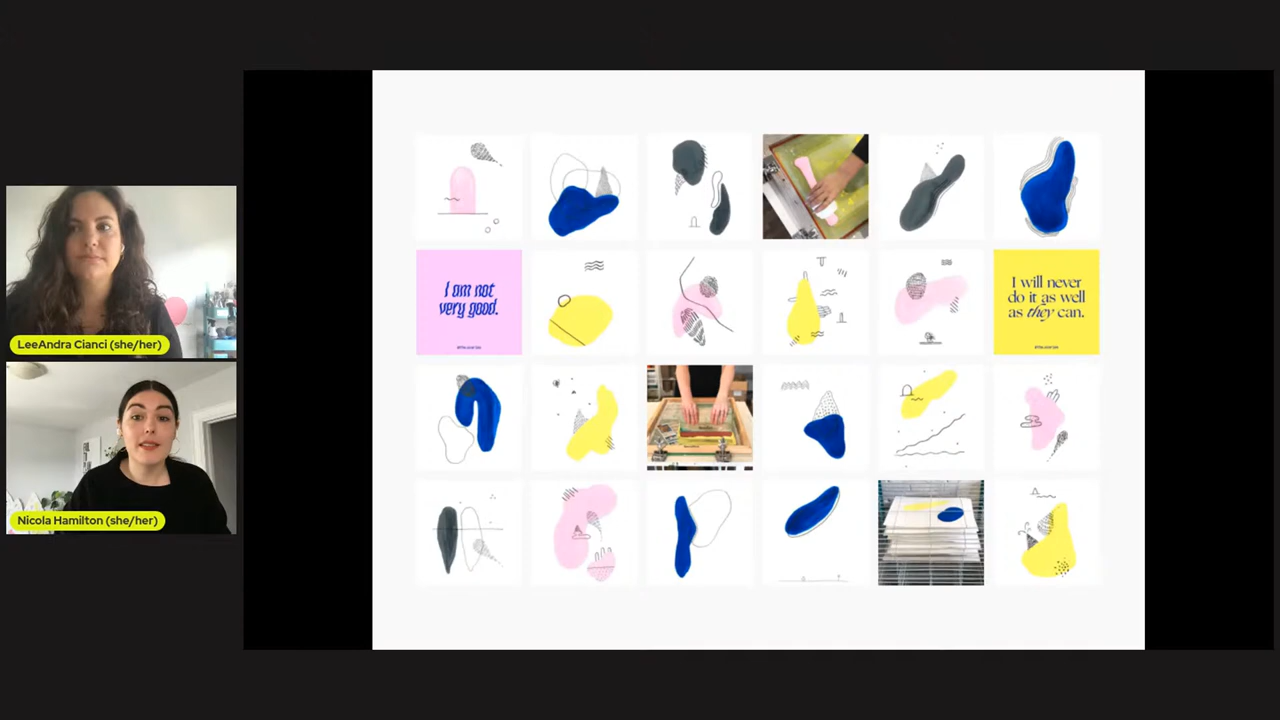 LeeAndra Cianci (she/her)
Nicola Hamilton (she/her)
I am not
very good.
I will never
do it as well
as they can.